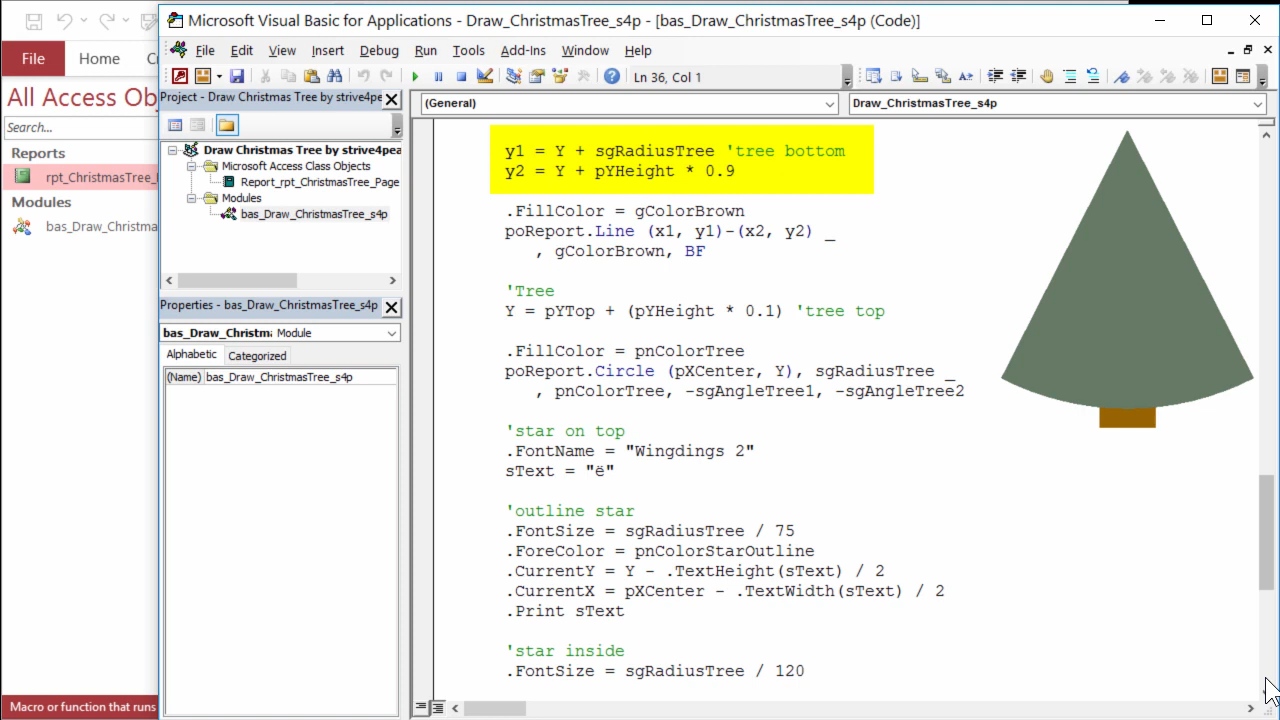 Microsoft Visual Basic for Applications - Draw_ChristmasTree_s4p - [bas_Draw_ChristmasTree_s4p (Code)]
File Edit View Insert Debug Run Tools Add-Ins Window Help
Ln 36, Col 1
File Home
All Access Ob
Search...
Reports
rpt_ChristmasTree_
Modules
bas_Draw_Christma
Macro or function that runs
Project - Draw Christmas Tree by strive4pe
Draw Christmas Tree by strive4pea
Microsoft Access Class Objects
Report_rpt_ChristmasTree_Page
Modules
bas_Draw_ChristmasTree_s4p
Properties - bas_Draw_ChristmasTree_s4p
bas_Draw_Christm Module
Alphabetic Categorized
(Name) bas_Draw_ChristmasTree_s4p
(General) Draw_ChristmasTree_s4p
y1 = Y + sgRadiusTree 'tree bottom
y2 = Y + pYHeight * 0.9
.FillColor = gColorBrown
poReport.Line (x1, y1)-(x2, y2) _
, gColorBrown, BF
'Tree
Y = pYTop + (pYHeight * 0.1) 'tree top
.FillColor = pnColorTree
poReport.Circle (pXCenter, Y), sgRadiusTree _
, pnColorTree, -sgAngleTree1, -sgAngleTree2
'star on top
.FontName = "Wingdings 2"
sText = "ë"
'outline star
.FontSize = sgRadiusTree / 75
.ForeColor = pnColorStarOutline
.CurrentY = Y - .TextHeight(sText) / 2
.CurrentX = pXCenter - .TextWidth(sText) / 2
.Print sText
'star inside
.FontSize = sgRadiusTree / 120